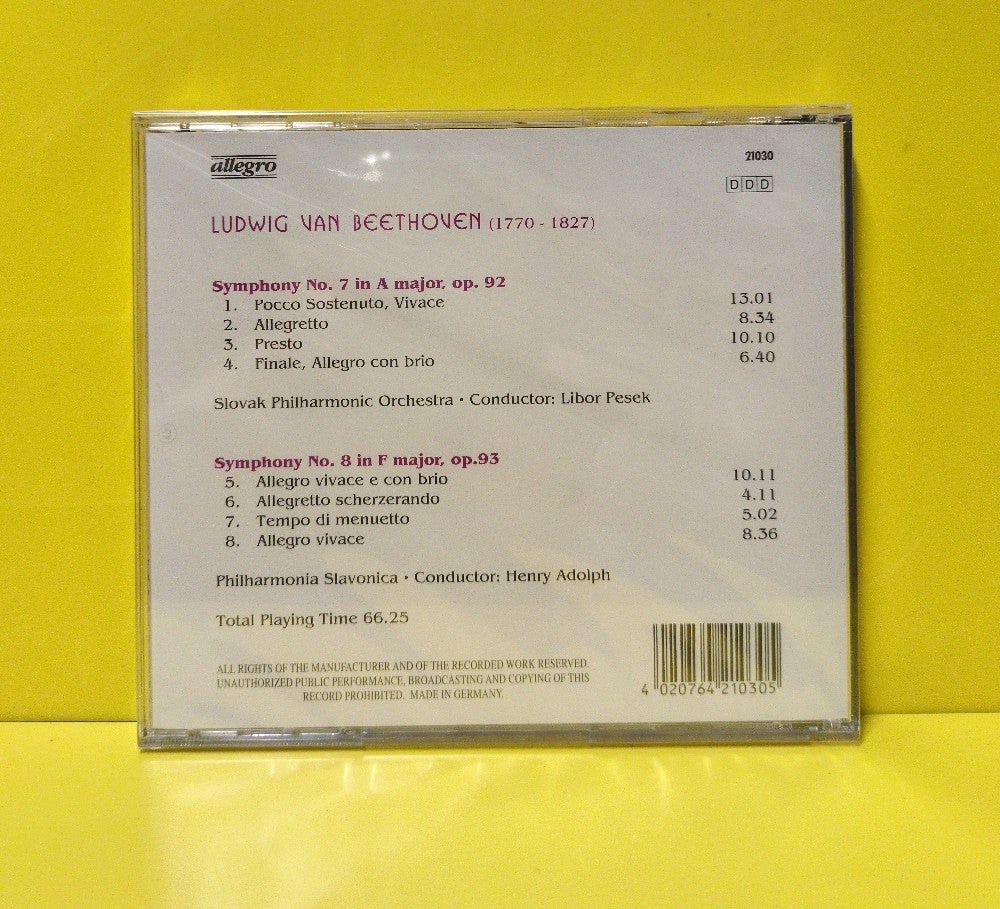 allegro
21030
DDD
LUDWIG VAN BEETHOVEN (1770 - 1827)
Symphony No. 7 in A major, op. 92
1. Pocco Sostenuto, Vivace 13.01
2. Allegretto 8.34
3. Presto 10.10
4. Finale, Allegro con brio 6.40
Slovak Philharmonic Orchestra • Conductor: Libor Pesek
Symphony No. 8 in F major, op.93
5. Allegro vivace e con brio 10.11
6. Allegretto scherzerando 4.11
7. Tempo di menuetto 5.02
8. Allegro vivace 8.36
Philharmonia Slavonica • Conductor: Henry Adolph
Total Playing Time 66.25
ALL RIGHTS OF THE MANUFACTURER AND OF THE RECORDED WORK RESERVED.
UNAUTHORIZED PUBLIC PERFORMANCE, BROADCASTING AND COPYING OF THIS
RECORD PROHIBITED. MADE IN GERMANY.
4 020764 210305